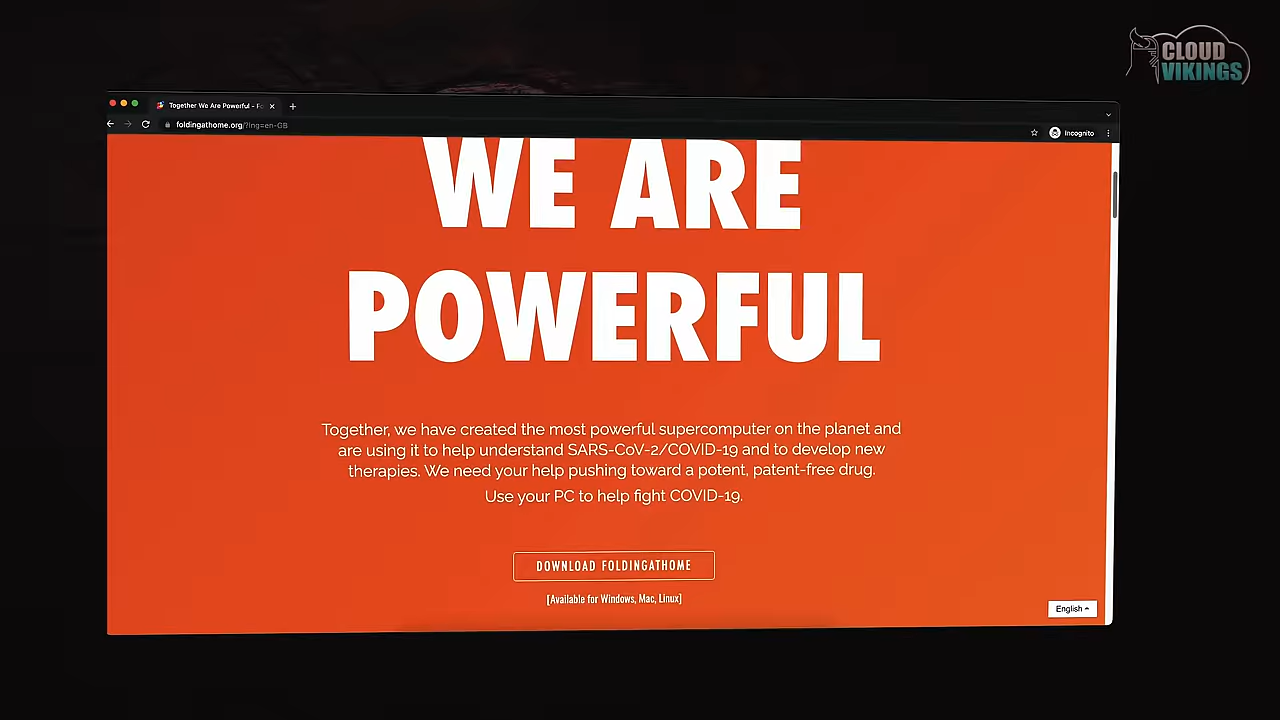 CLOUD
VIKINGS
Together We Are Powerful - Fo
foldingathome.org/?lng=en-GB
Incognito
WE ARE
POWERFUL
Together, we have created the most powerful supercomputer on the planet and
are using it to help understand SARS-CoV-2/COVID-19 and to develop new
therapies. We need your help pushing toward a potent, patent-free drug.
Use your PC to help fight COVID-19.
DOWNLOAD FOLDINGATHOME
[Available for Windows, Mac, Linux]
English